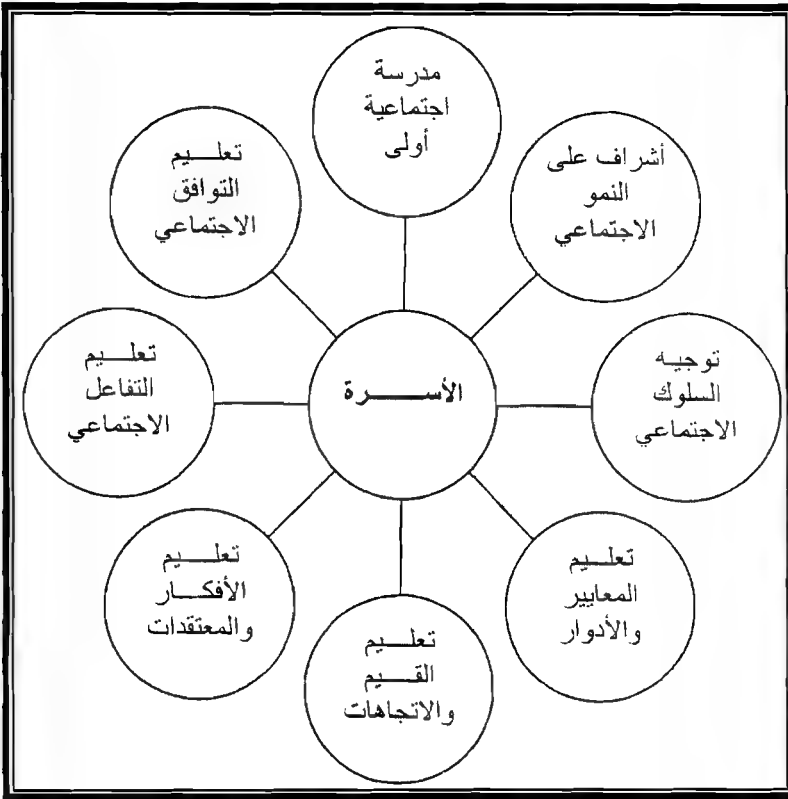 مدرسة
اجتماعية
أولى
أشراف على
النمو
الاجتماعي
توجيه
السلوك
الاجتماعي
تعليم
المعايير
والأدوار
تعليم
القيم
والاتجاهات
تعليم
الأفكار
والمعتقدات
تعليم
التفاعل
الاجتماعي
تعليم
التوافق
الاجتماعي
الأسرة